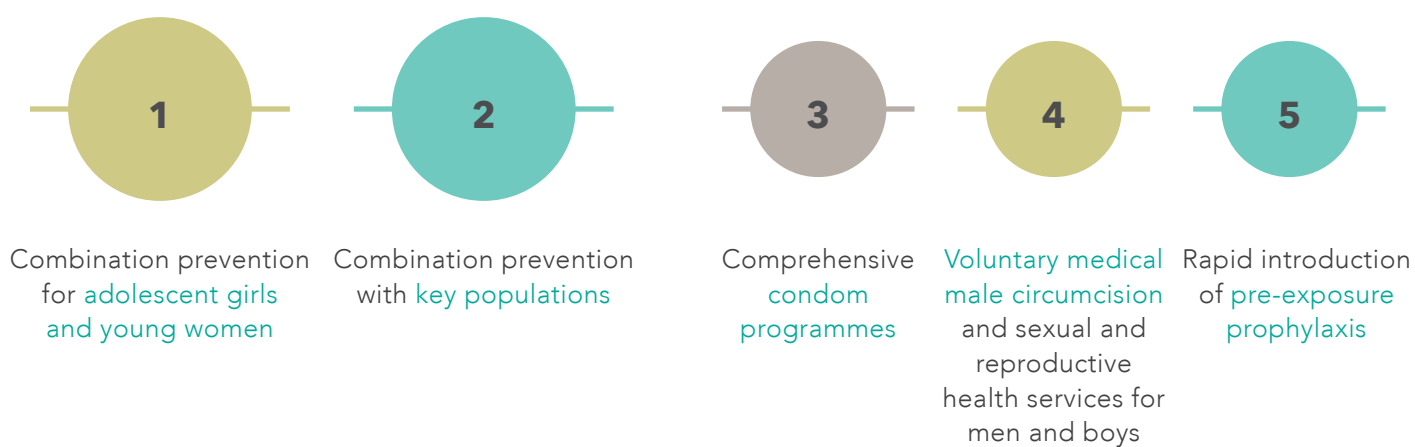 1
2
3
4
5
Combination prevention
for adolescent girls
and young women
Combination prevention
with key populations
Comprehensive
condom
programmes
Voluntary medical
male circumcision
and sexual and
reproductive
health services for
men and boys
Rapid introduction
of pre-exposure
prophylaxis